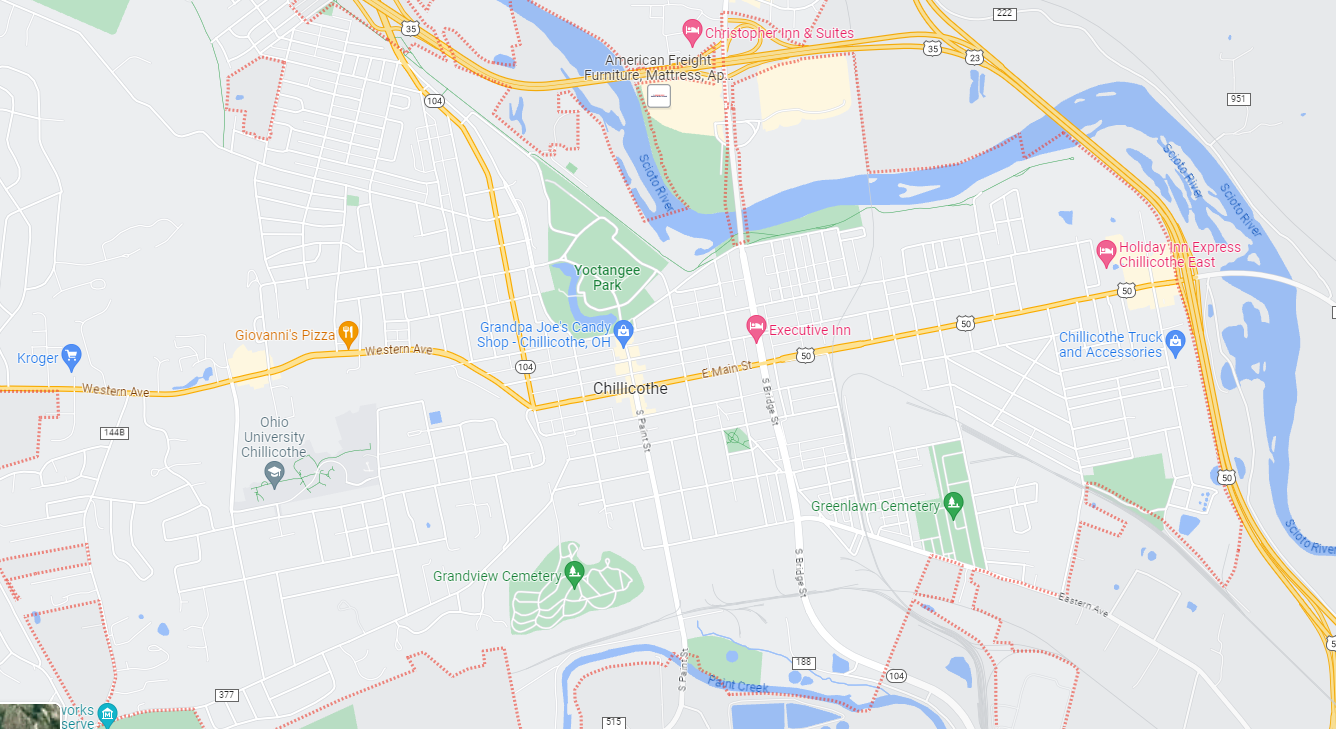 222
35
Christopher Inn & Suites
35
23
American Freight
Furniture, Mattress, Ap...
104
951
Scioto River
Scioto River
Scioto River
Holiday Inn Express
Chillicothe East
Yoctangee
Park
50
Grandpa Joe's Candy
Shop - Chillicothe, OH
Executive Inn
50
Giovanni's Pizza
Western Ave
Chillicothe Truck
and Accessories
Kroger
50
104
E Main St
Western Ave
Chillicothe
S Bridge St
S Paint St
Ohio
University
Chillicothe
144B
50
Greenlawn Cemetery
Scioto River
Grandview Cemetery
S Bridge St
Eastern Ave
S Paint St
188
104
Paint Creek
377
works
serve
515